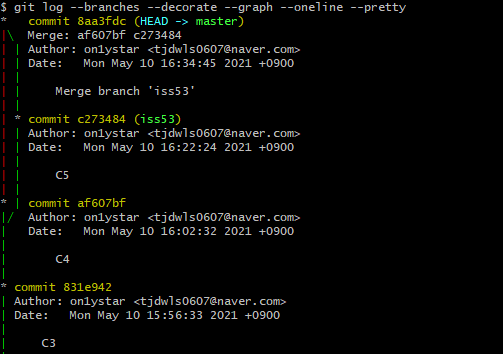 $ git log --branches --decorate --graph --oneline --pretty
*   commit 8aa3fdc (HEAD -> master)
|\  Merge: af607bf c273484
| | Author: on1ystar <tjdwls0607@naver.com>
| | Date:   Mon May 10 16:34:45 2021 +0900
| |
| |     Merge branch 'iss53'
| |
| * commit c273484 (iss53)
| | Author: on1ystar <tjdwls0607@naver.com>
| | Date:   Mon May 10 16:22:24 2021 +0900
| |
| |     C5
| |
* | commit af607bf
|/  Author: on1ystar <tjdwls0607@naver.com>
|   Date:   Mon May 10 16:02:32 2021 +0900
|
|       C4
|
* commit 831e942
| Author: on1ystar <tjdwls0607@naver.com>
| Date:   Mon May 10 15:56:33 2021 +0900
|
|     C3